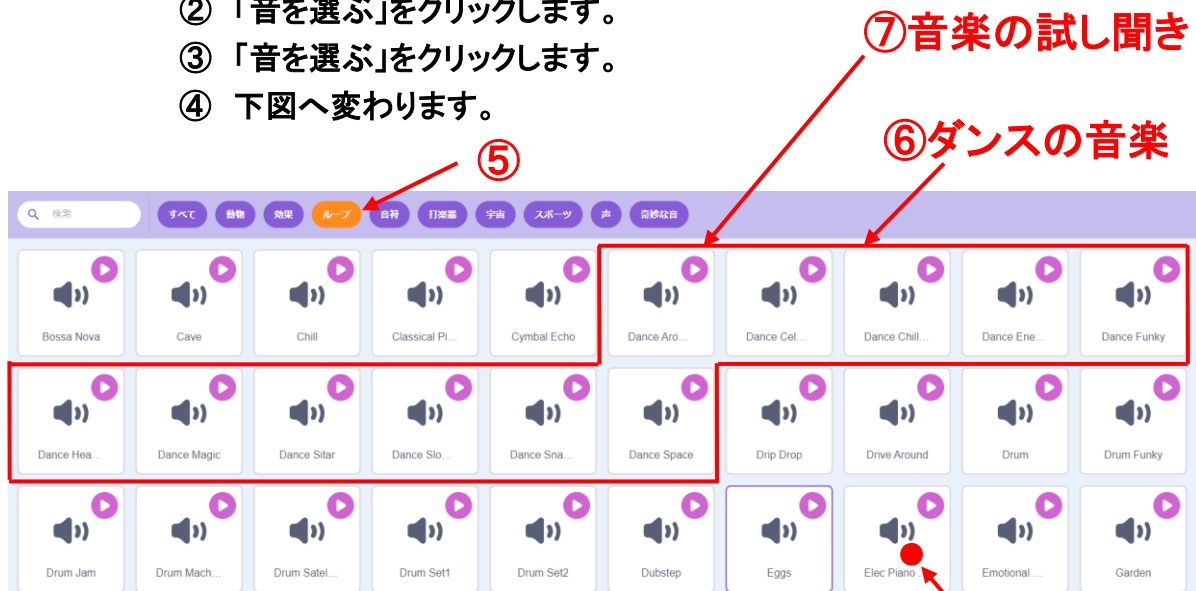 ② 「音を選ぶ」をクリックします。
③ 「音を選ぶ」をクリックします。
④ 下図へ変わります。
⑦音楽の試し聞き
⑥ダンスの音楽
⑤
検索 すべて 動物 効果 ループ 音符 打楽器 宇宙 スポーツ 声 奇妙な音
Bossa Nova Cave Chill Classical Pi... Cymbal Echo Dance Aro... Dance Cel... Dance Chill... Dance Ene... Dance Funky
Dance Hea... Dance Magic Dance Sitar Dance Slo... Dance Sna... Dance Space Drip Drop Drive Around Drum Drum Funky
Drum Jam Drum Mach... Drum Satel... Drum Set1 Drum Set2 Dubstep Eggs Elec Piano ... Emotional ... Garden